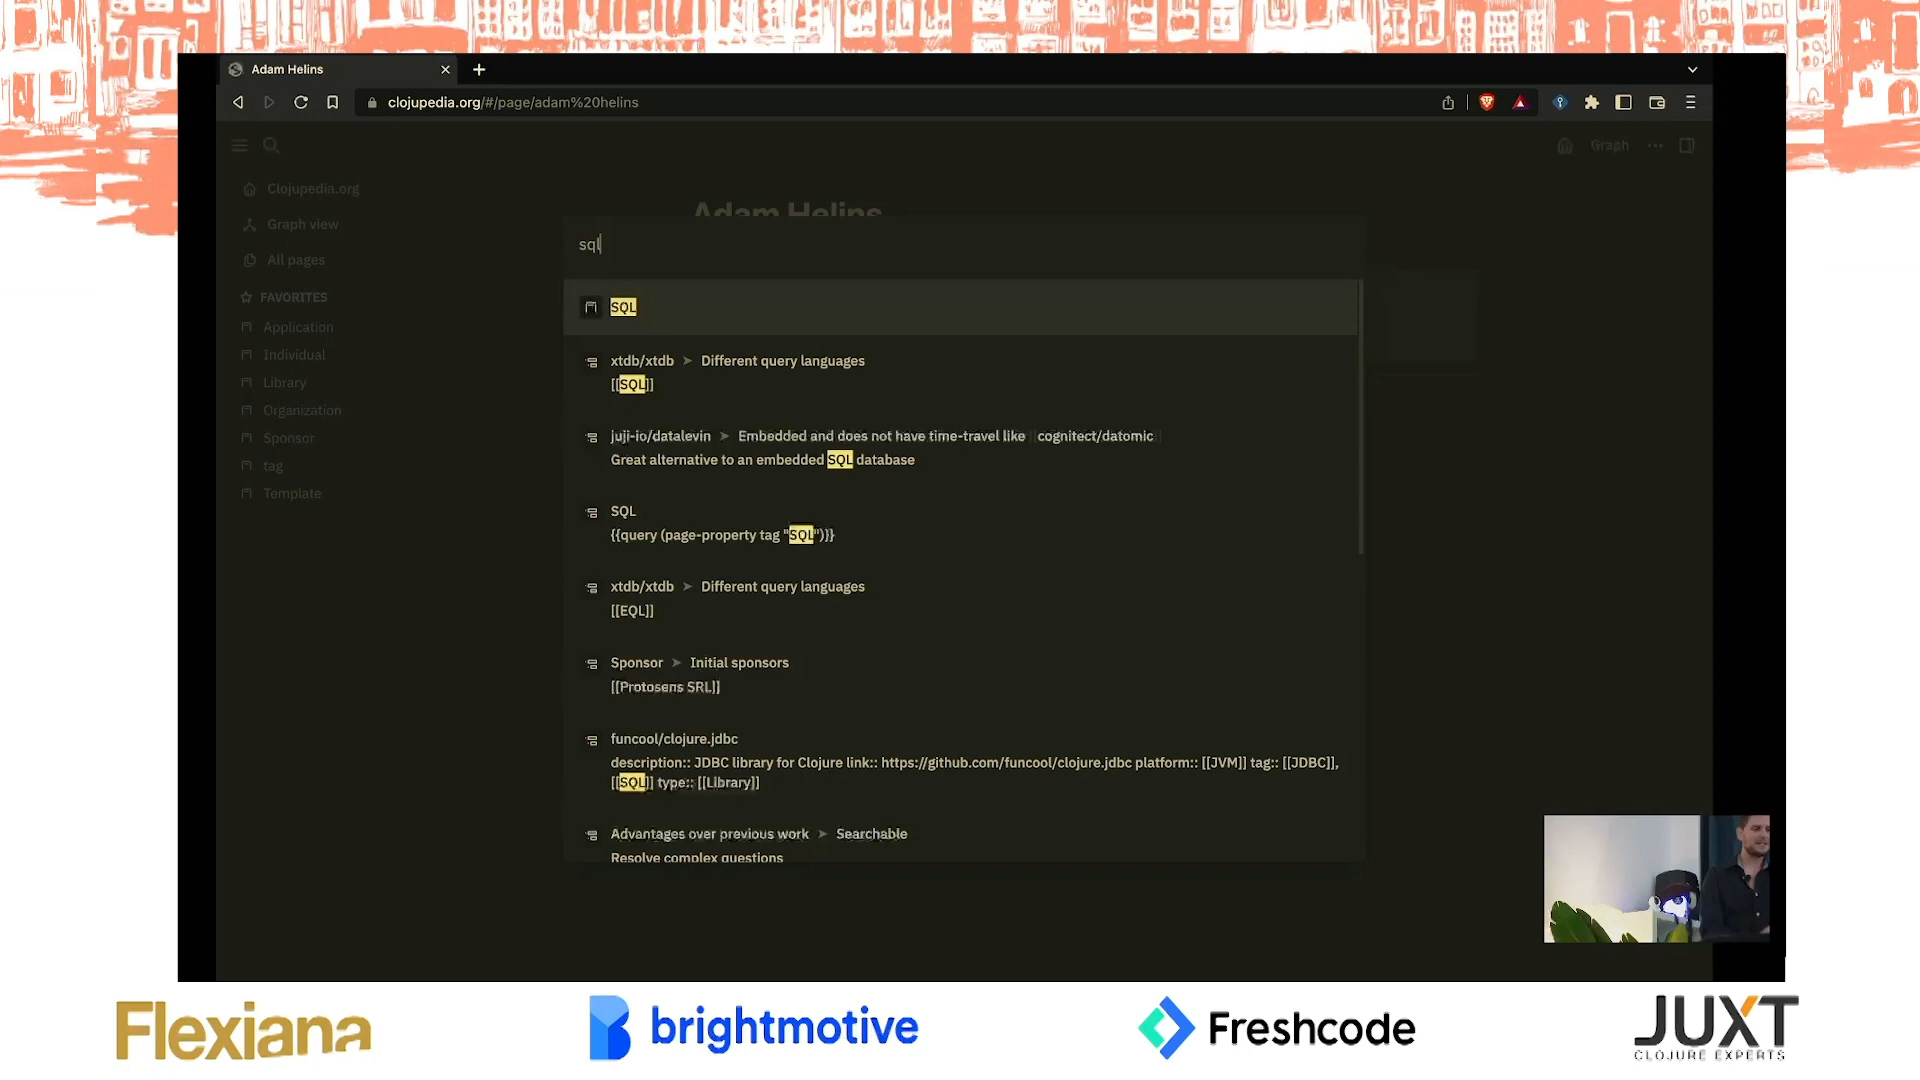 Adam Helins
clojupedia.org/#/page/adam%20helins
Graph
Clojupedia.org
Graph view
All pages
FAVORITES
Application
Individual
Library
Organization
Sponsor
tag
Template
Adam Helins
sql
SQL
xtdb/xtdb ➤ Different query languages
[[SQL]]
juji-io/datalevin ➤ Embedded and does not have time-travel like cognitect/datomic
Great alternative to an embedded SQL database
SQL
{{query (page-property tag "SQL")}}
xtdb/xtdb ➤ Different query languages
[[EQL]]
Sponsor ➤ Initial sponsors
[[Protosens SRL]]
funcool/clojure.jdbc
description:: JDBC library for Clojure link:: https://github.com/funcool/clojure.jdbc platform:: [[JVM]] tag:: [[JDBC]],
[[SQL]] type:: [[Library]]
Advantages over previous work ➤ Searchable
Resolve complex questions
Flexiana
brightmotive
Freshcode
JUXT
CLOJURE EXPERTS